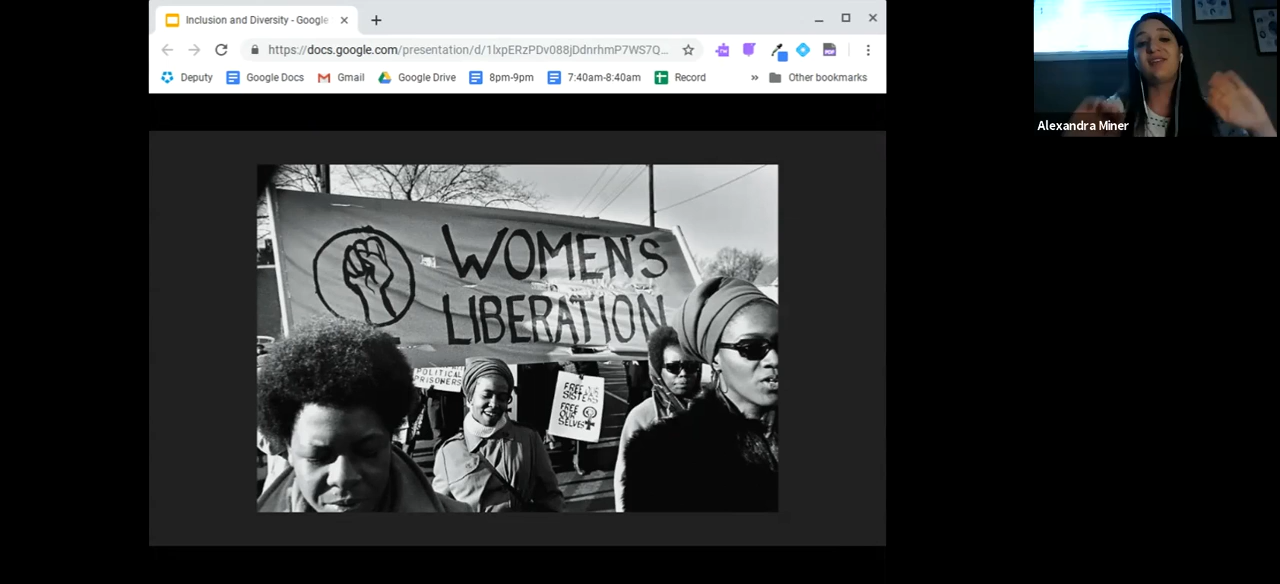 Inclusion and Diversity - Google
https://docs.google.com/presentation/d/1lxpERzPDv088jDdnrhmP7WS7Q...
Deputy Google Docs Gmail Google Drive 8pm-9pm 7:40am-8:40am Record » Other bookmarks
Alexandra Miner
WOMEN'S
LIBERATION
POLITICAL
PRISONERS
FREE OUR
SISTERS
FREE
OUR
SELVES